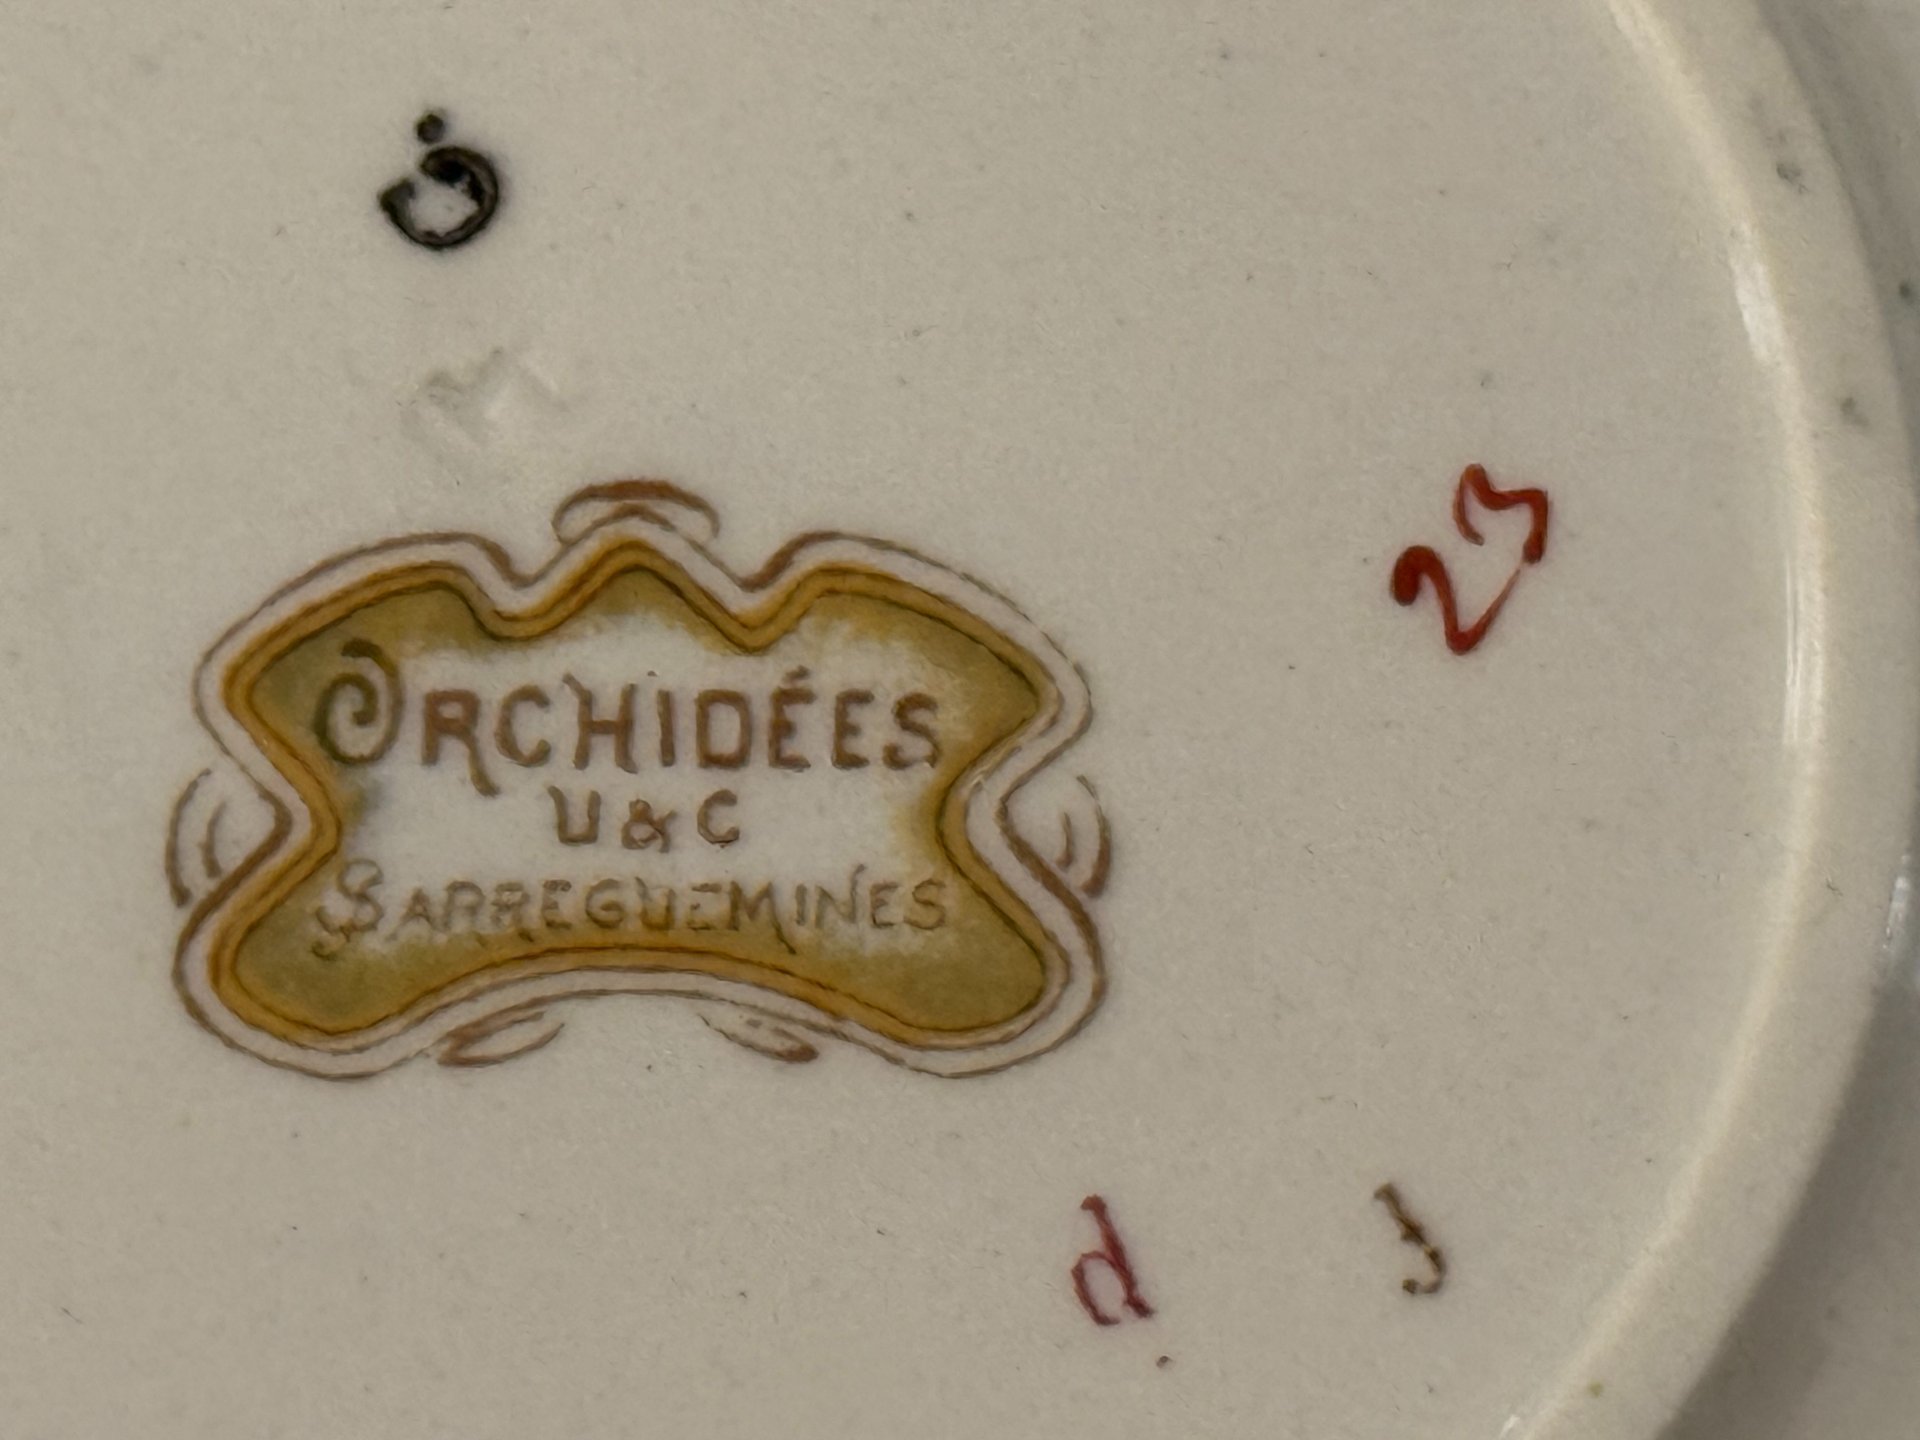 ORCHIDÉES
U & C
SARREGUEMINES
23
d